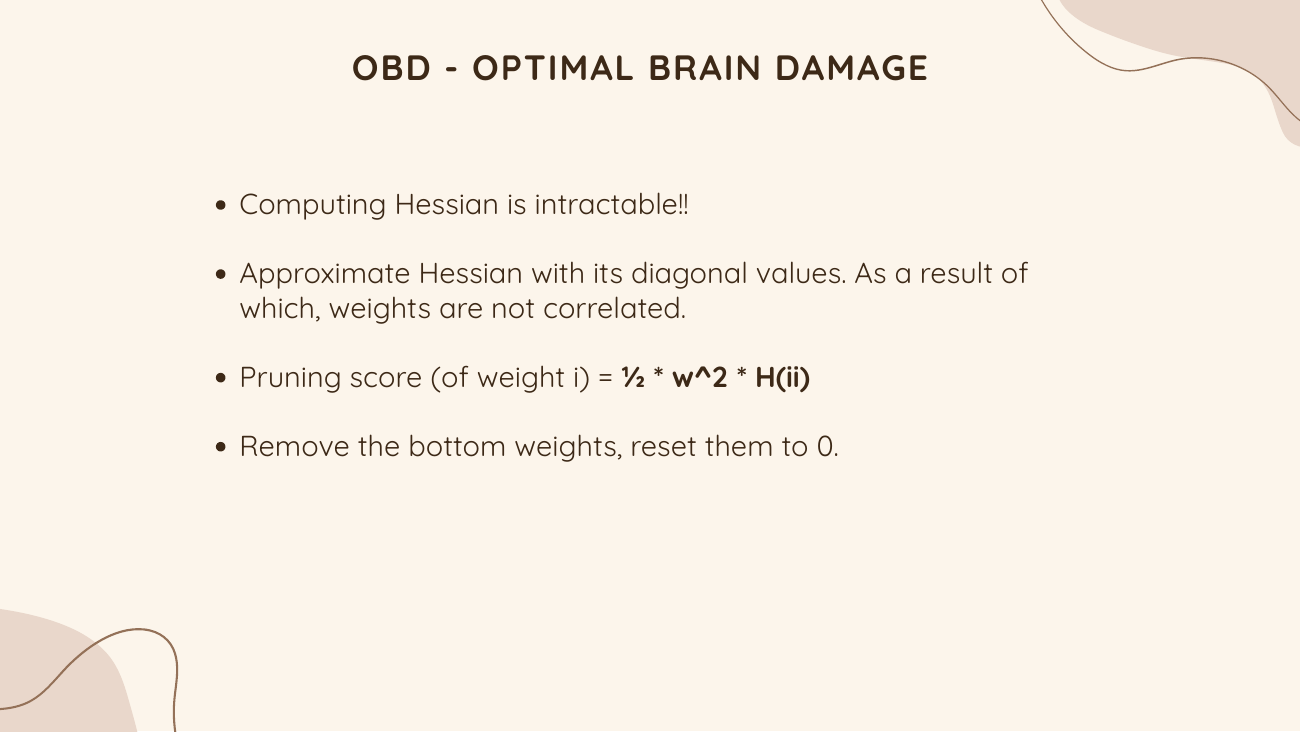 OBD - OPTIMAL BRAIN DAMAGE
• Computing Hessian is intractable!!
• Approximate Hessian with its diagonal values. As a result of
which, weights are not correlated.
• Pruning score (of weight i) = ½ * w^2 * H(ii)
• Remove the bottom weights, reset them to 0.